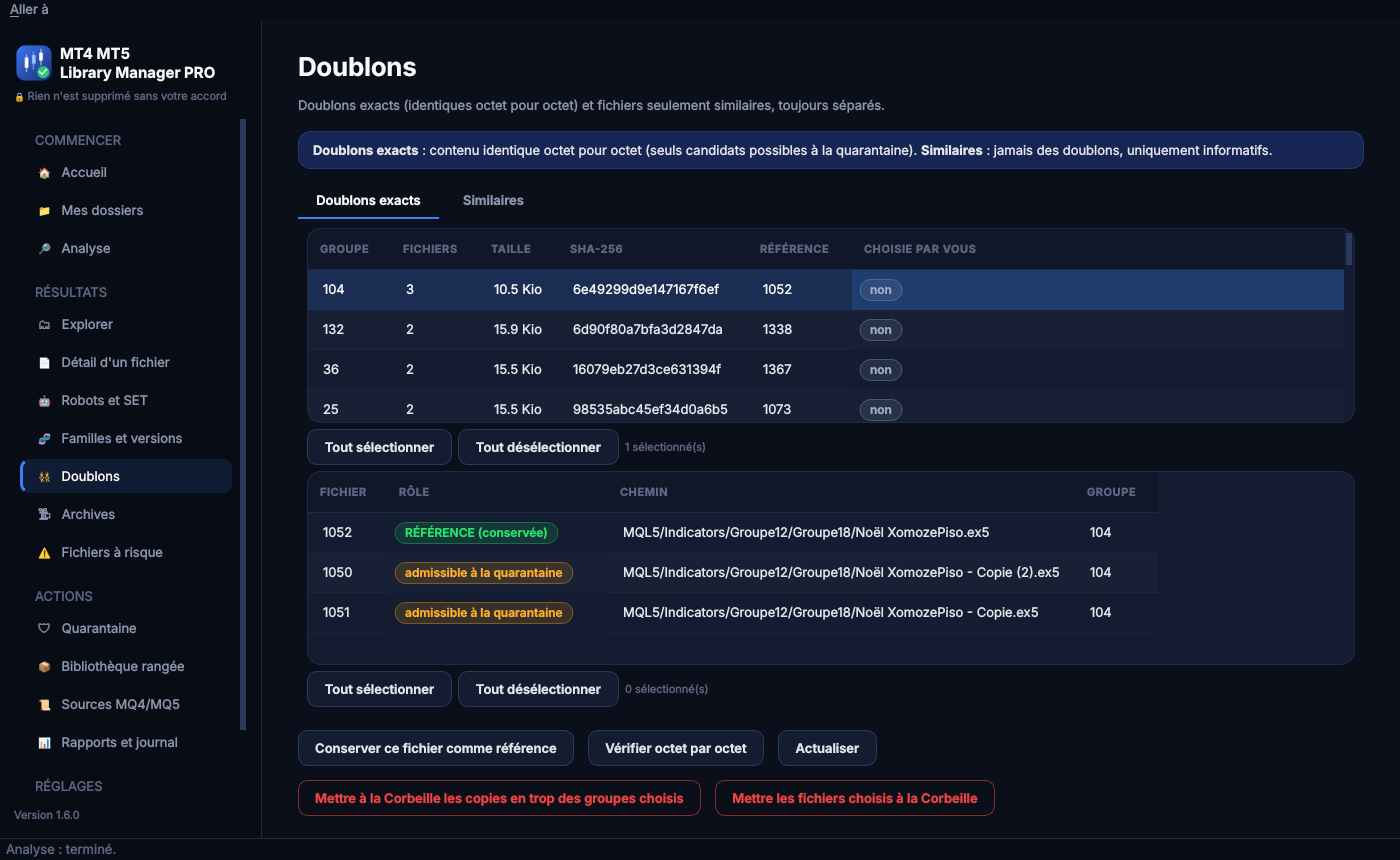 Aller à
MT4 MT5
Library Manager PRO
Rien n'est supprimé sans votre accord
COMMENCER
Accueil
Mes dossiers
Analyse
RÉSULTATS
Explorer
Détail d'un fichier
Robots et SET
Familles et versions
Doublons
Archives
Fichiers à risque
ACTIONS
Quarantaine
Bibliothèque rangée
Sources MQ4/MQ5
Rapports et journal
RÉGLAGES
Version 1.6.0
Doublons
Doublons exacts (identiques octet pour octet) et fichiers seulement similaires, toujours séparés.
Doublons exacts : contenu identique octet pour octet (seuls candidats possibles à la quarantaine). Similaires : jamais des doublons, uniquement informatifs.
Doublons exacts Similaires
GROUPE FICHIERS TAILLE SHA-256 RÉFÉRENCE CHOISIE PAR VOUS
104 3 10.5 Kio 6e49299d9e147167f6ef 1052 non
132 2 15.9 Kio 6d90f80a7bfa3d2847da 1338 non
36 2 15.5 Kio 16079eb27d3ce631394f 1367 non
25 2 15.5 Kio 98535abc45ef34d0a6b5 1073 non
Tout sélectionner Tout désélectionner 1 sélectionné(s)
FICHIER RÔLE CHEMIN GROUPE
1052 RÉFÉRENCE (conservée) MQL5/Indicators/Groupe12/Groupe18/Noël XomozePiso.ex5 104
1050 admissible à la quarantaine MQL5/Indicators/Groupe12/Groupe18/Noël XomozePiso - Copie (2).ex5 104
1051 admissible à la quarantaine MQL5/Indicators/Groupe12/Groupe18/Noël XomozePiso - Copie.ex5 104
Tout sélectionner Tout désélectionner 0 sélectionné(s)
Conserver ce fichier comme référence Vérifier octet par octet Actualiser
Mettre à la Corbeille les copies en trop des groupes choisis Mettre les fichiers choisis à la Corbeille
Analyse : terminé.